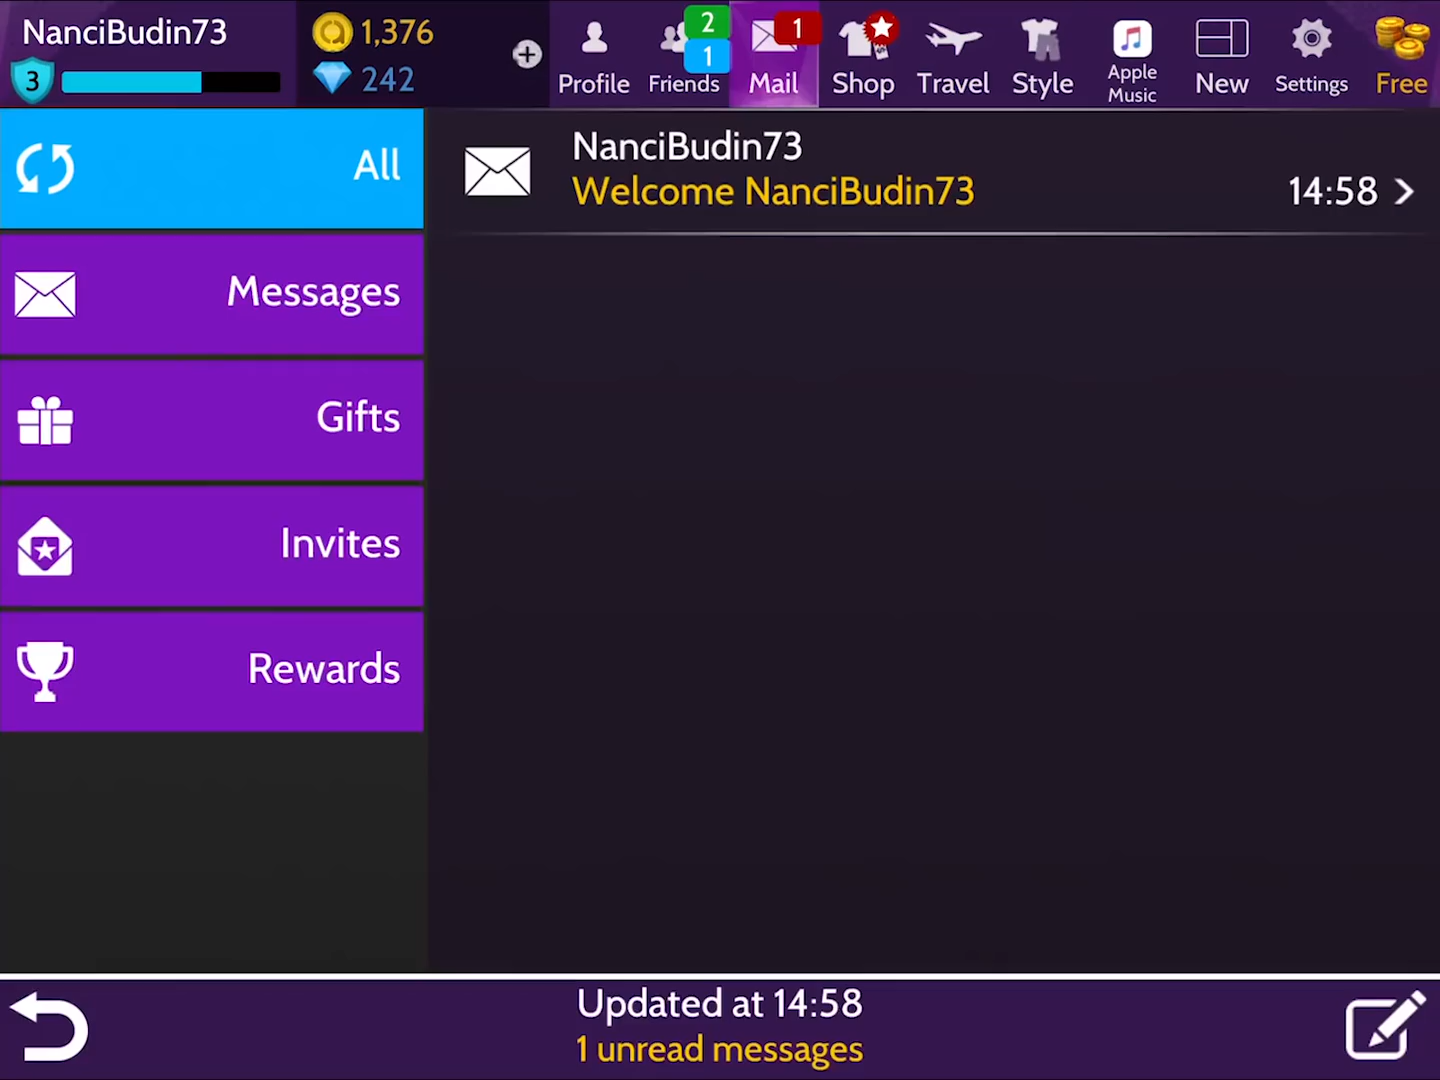 NanciBudin73
3
1,376
242
Profile
2
1
Friends
1
Mail
Shop
Travel
Style
Apple
Music
New
Settings
Free
All
Messages
Gifts
Invites
Rewards
NanciBudin73
Welcome NanciBudin73
14:58
Updated at 14:58
1 unread messages